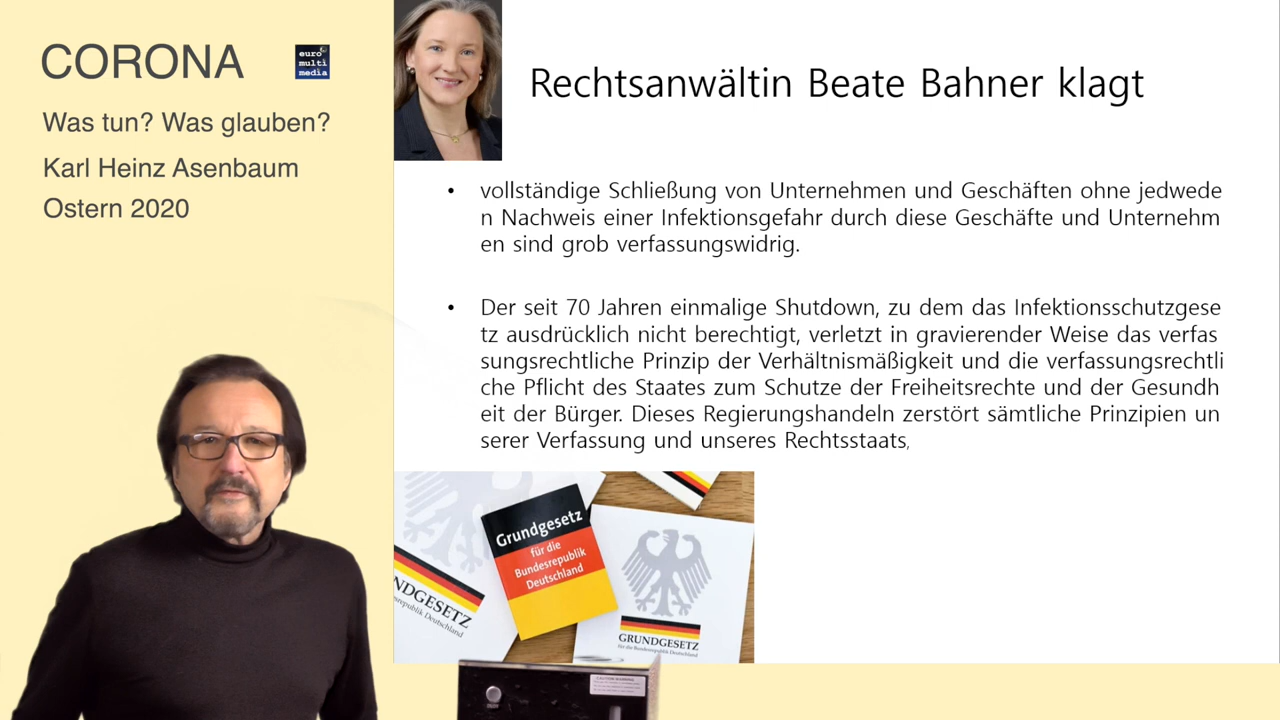 CORONA
euro
multi
media
Was tun? Was glauben?
Karl Heinz Asenbaum
Ostern 2020
Rechtsanwältin Beate Bahner klagt
• vollständige Schließung von Unternehmen und Geschäften ohne jedwede
n Nachweis einer Infektionsgefahr durch diese Geschäfte und Unternehm
en sind grob verfassungswidrig.
• Der seit 70 Jahren einmalige Shutdown, zu dem das Infektionsschutzgese
tz ausdrücklich nicht berechtigt, verletzt in gravierender Weise das verfas
sungsrechtliche Prinzip der Verhältnismäßigkeit und die verfassungsrechtli
che Pflicht des Staates zum Schutze der Freiheitsrechte und der Gesundh
eit der Bürger. Dieses Regierungshandeln zerstört sämtliche Prinzipien un
serer Verfassung und unseres Rechtsstaats,
Grundgesetz
für die
Bundesrepublik
Deutschland
NDGESETZ
republik Deutschland
GRUNDGESETZ
für die Bundesrepublik Deutschland
CAUTION WARNING